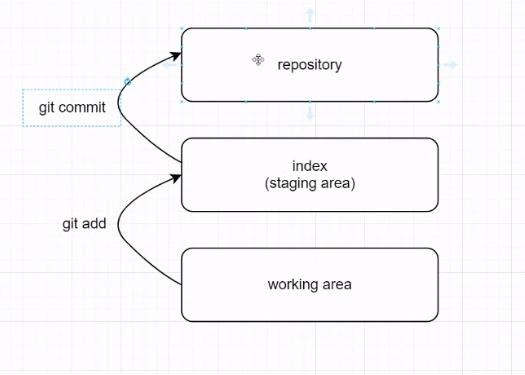 repository
git commit
index
(staging area)
git add
working area